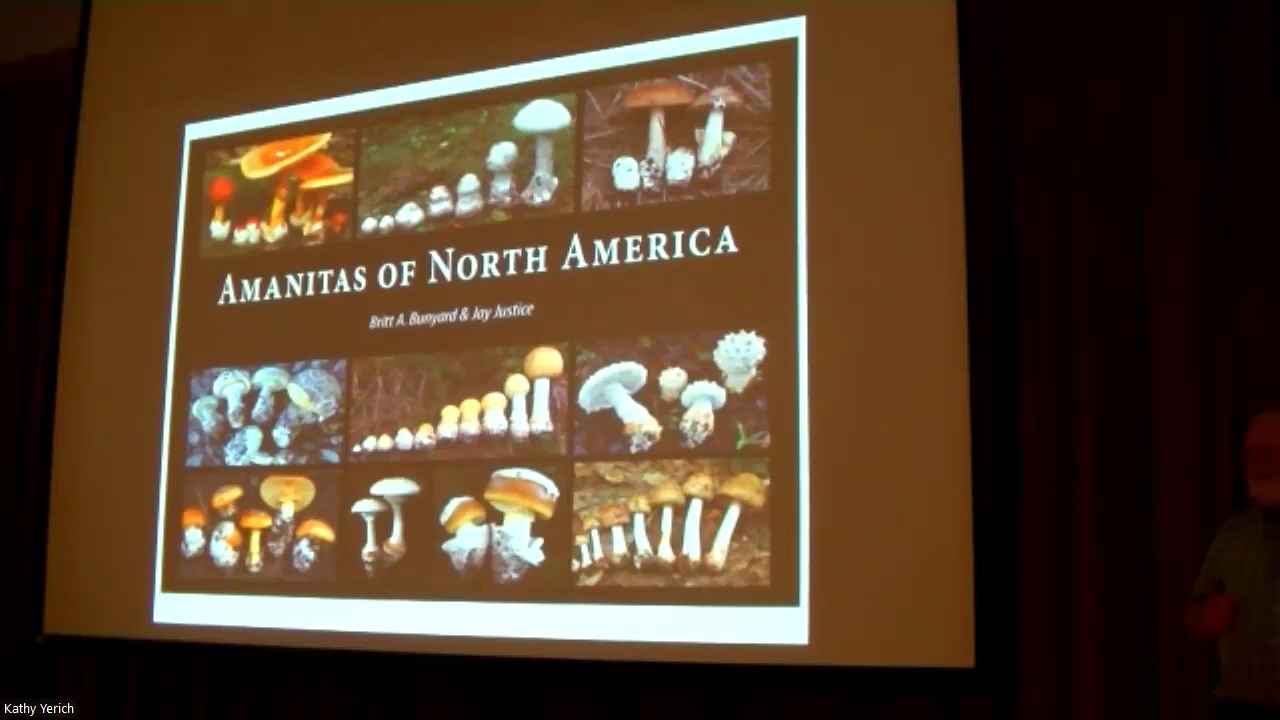 AMANITAS OF NORTH AMERICA
Britt A. Bunyard & Jay Justice
Kathy Yerich